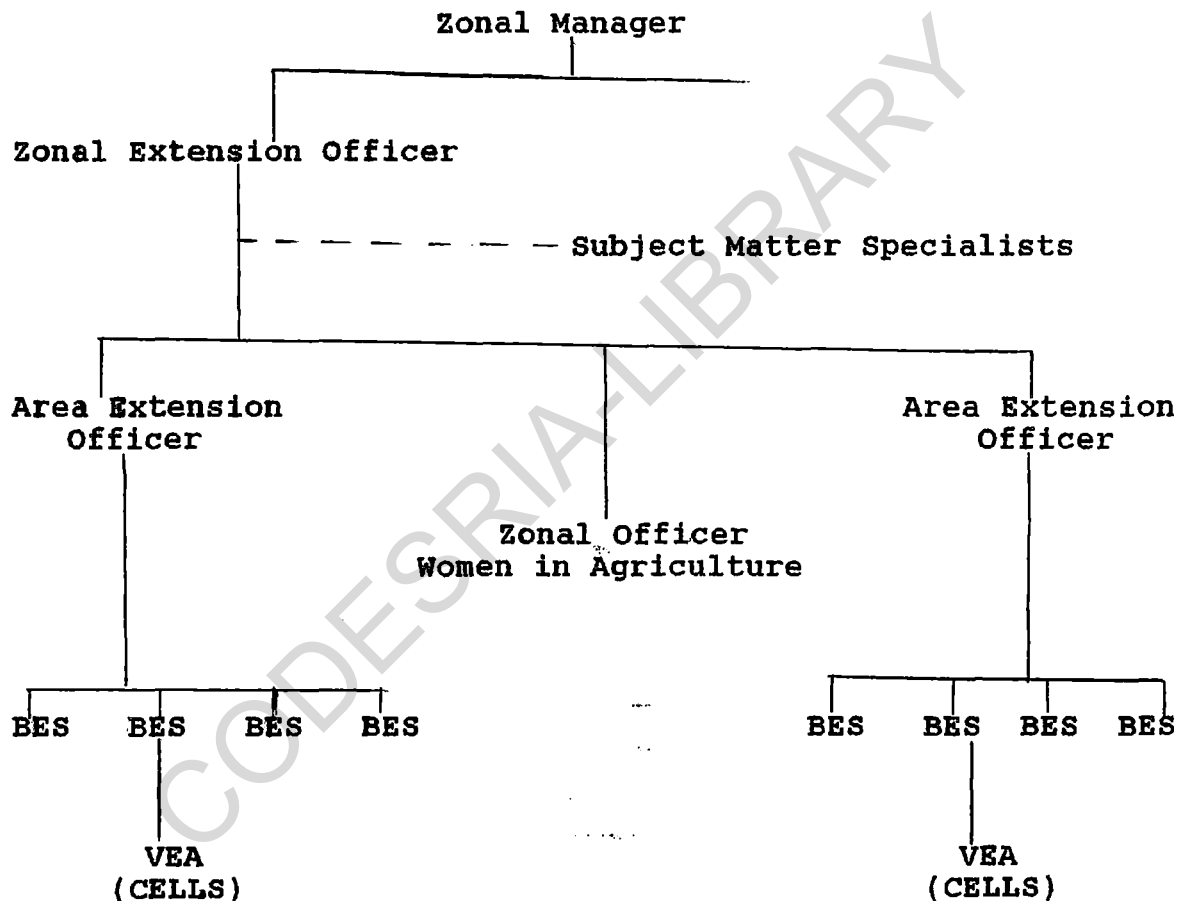 Zonal Manager
Zonal Extension Officer
Subject Matter Specialists
Area Extension
Officer
Area Extension
Officer
Zonal Officer
Women in Agriculture
BES BES BES BES
BES BES BES BES
VEA
(CELLS)
VEA
(CELLS)
CODESRIA-LIBRARY